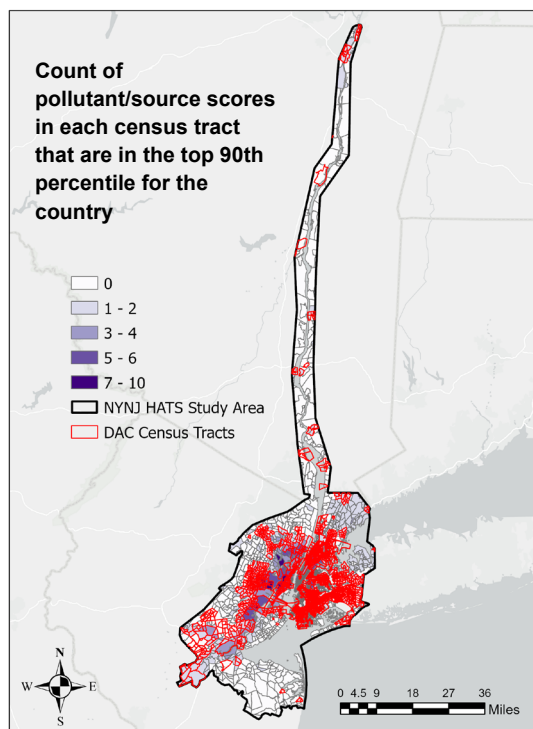 Count of
pollutant/source scores
in each census tract
that are in the top 90th
percentile for the
country
0
1 - 2
3 - 4
5 - 6
7 - 10
NYNJ HATS Study Area
DAC Census Tracts
N
W E
S
0 4.5 9 18 27 36
Miles